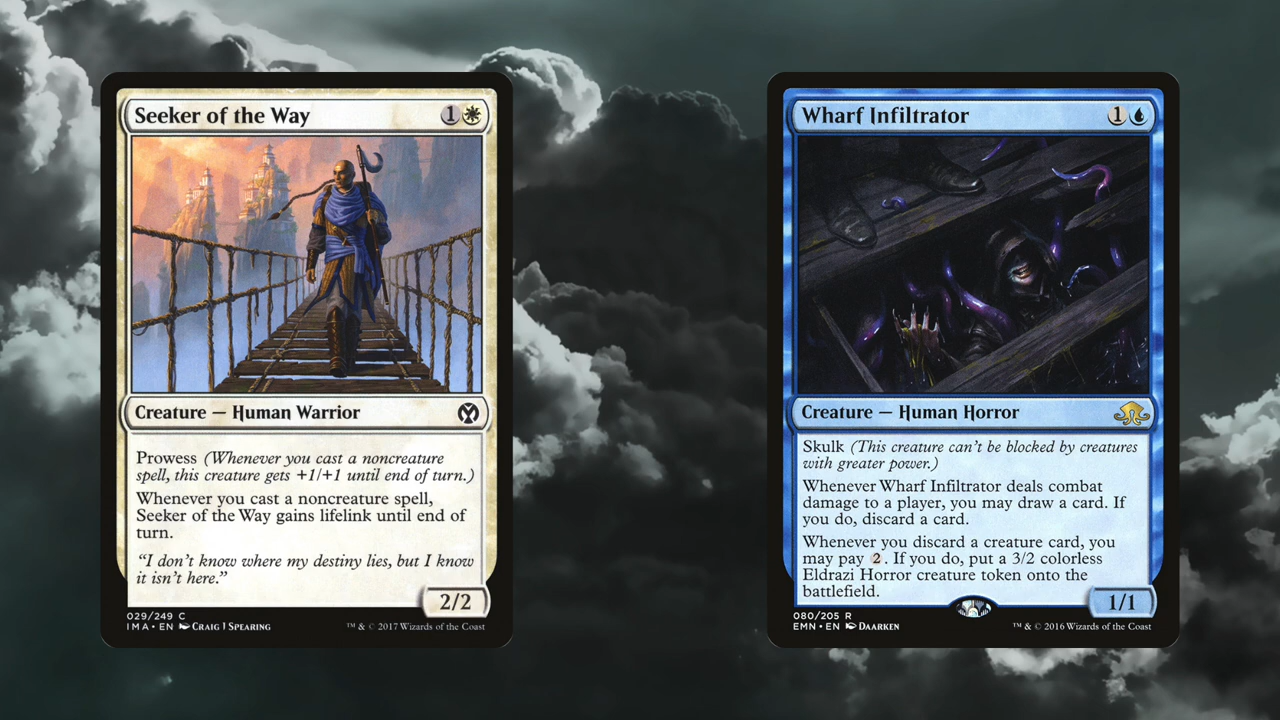 Seeker of the Way 1
Creature — Human Warrior
Prowess (Whenever you cast a noncreature
spell, this creature gets +1/+1 until end of turn.)
Whenever you cast a noncreature spell,
Seeker of the Way gains lifelink until end of
turn.
“I don’t know where my destiny lies, but I know
it isn’t here.”
2/2
029/249 C
IMA • EN Craig J Spearing
™ & © 2017 Wizards of the Coast
Wharf Infiltrator 1
Creature — Human Horror
Skulk (This creature can’t be blocked by creatures
with greater power.)
Whenever Wharf Infiltrator deals combat
damage to a player, you may draw a card. If
you do, discard a card.
Whenever you discard a creature card, you
may pay 2. If you do, put a 3/2 colorless
Eldrazi Horror creature token onto the
battlefield.
1/1
080/205 R
EMN • EN Daarken
™ & © 2016 Wizards of the Coast